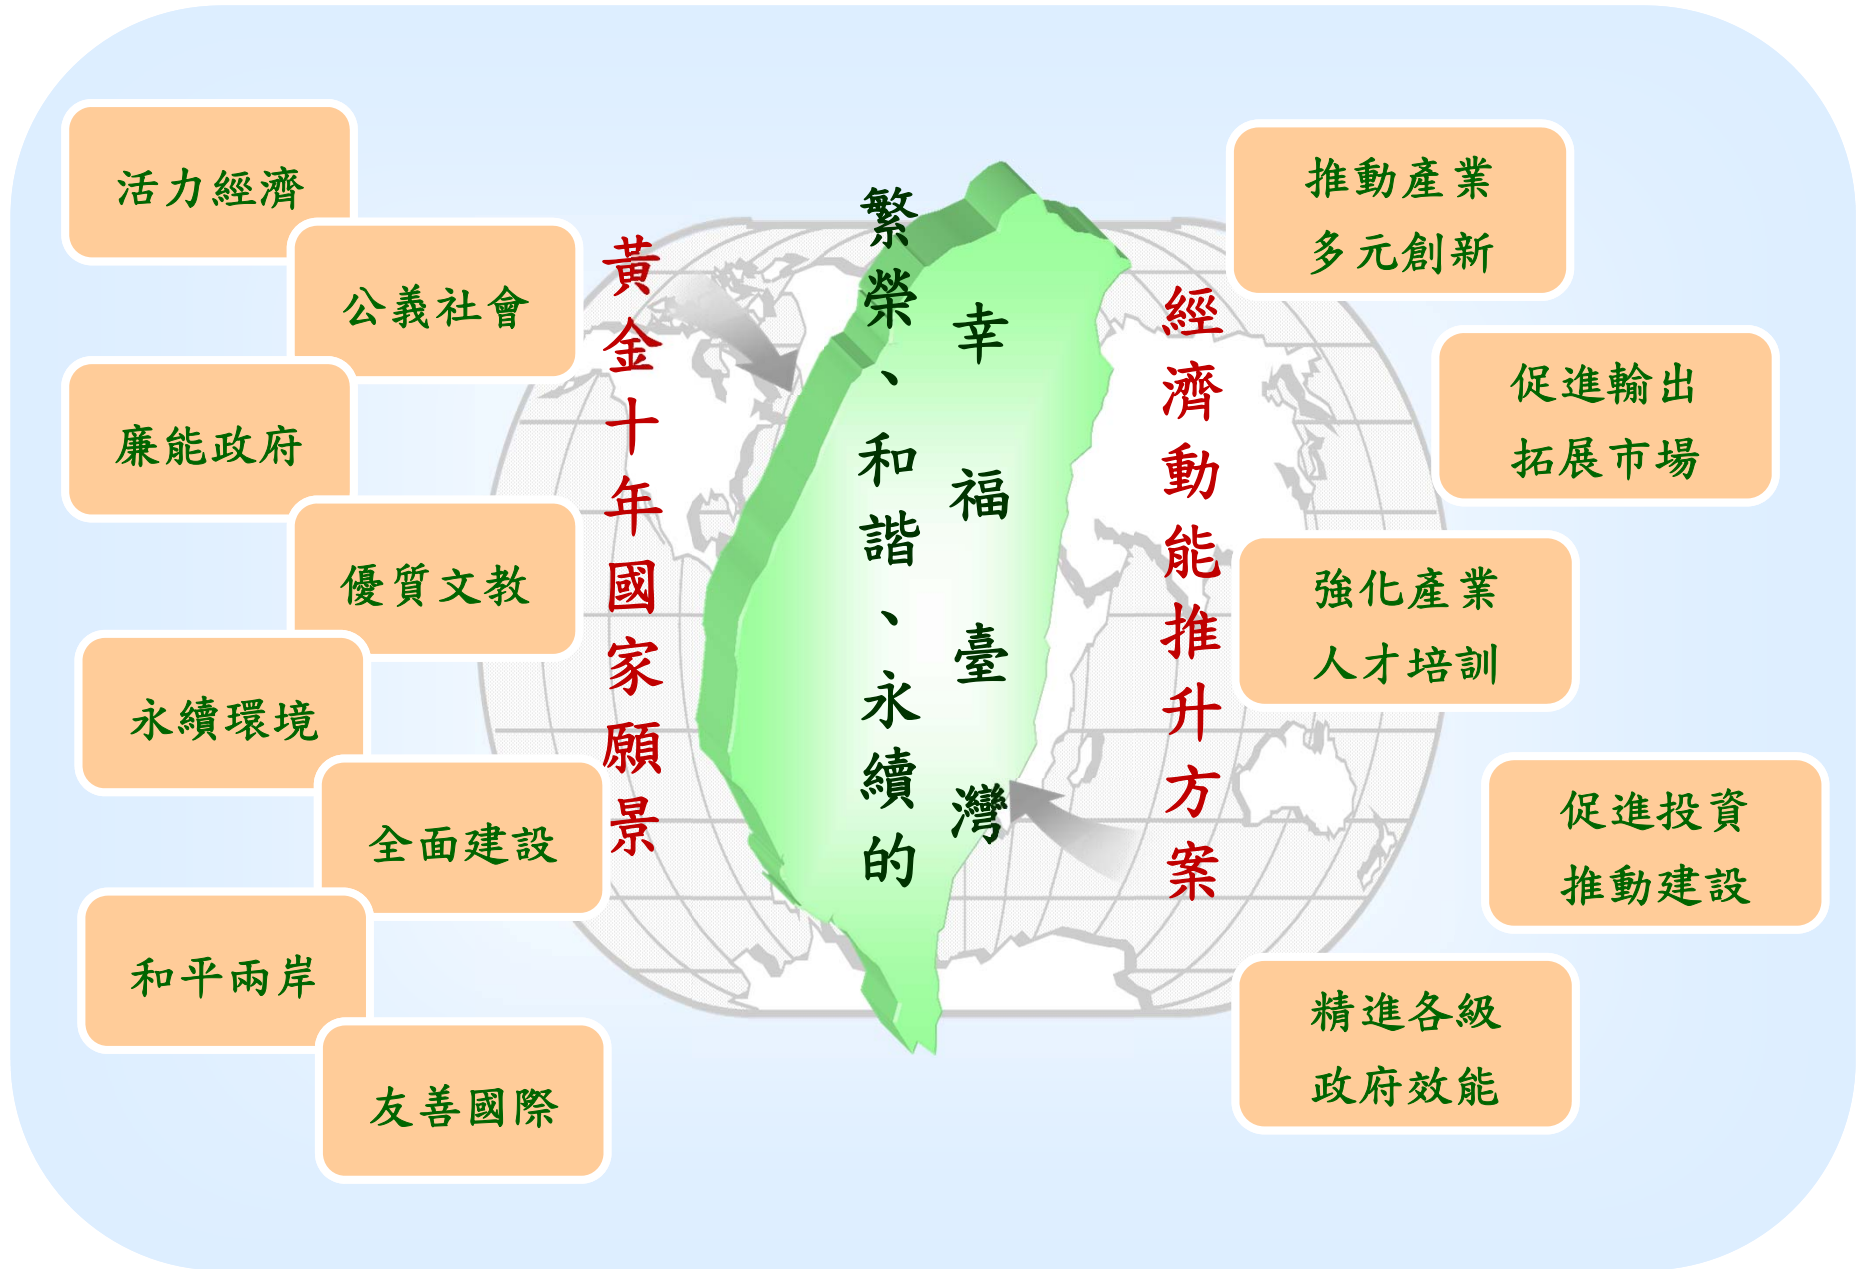 活力經濟
公義社會
廉能政府
優質文教
永續環境
全面建設
和平兩岸
友善國際
黃金十年國家願景
繁榮、和諧、永續的
幸福臺灣
經濟動能推升方案
推動產業
多元創新
促進輸出
拓展市場
強化產業
人才培訓
促進投資
推動建設
精進各級
政府效能